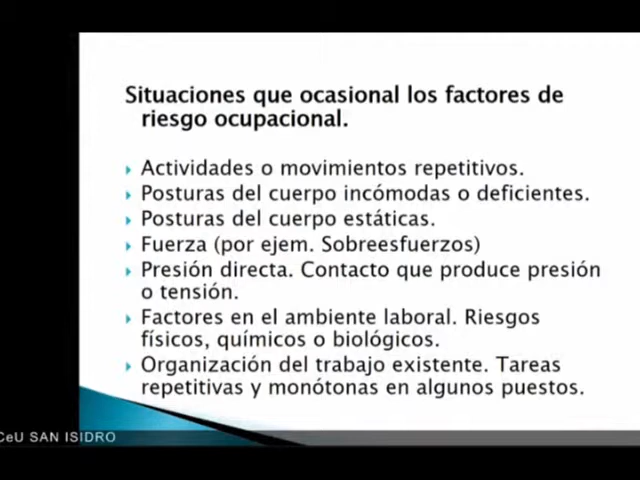 Situaciones que ocasional los factores de
riesgo ocupacional.
Actividades o movimientos repetitivos.
Posturas del cuerpo incómodas o deficientes.
Posturas del cuerpo estáticas.
Fuerza (por ejem. Sobreesfuerzos)
Presión directa. Contacto que produce presión
o tensión.
Factores en el ambiente laboral. Riesgos
físicos, químicos o biológicos.
Organización del trabajo existente. Tareas
repetitivas y monótonas en algunos puestos.
CeU SAN ISIDRO